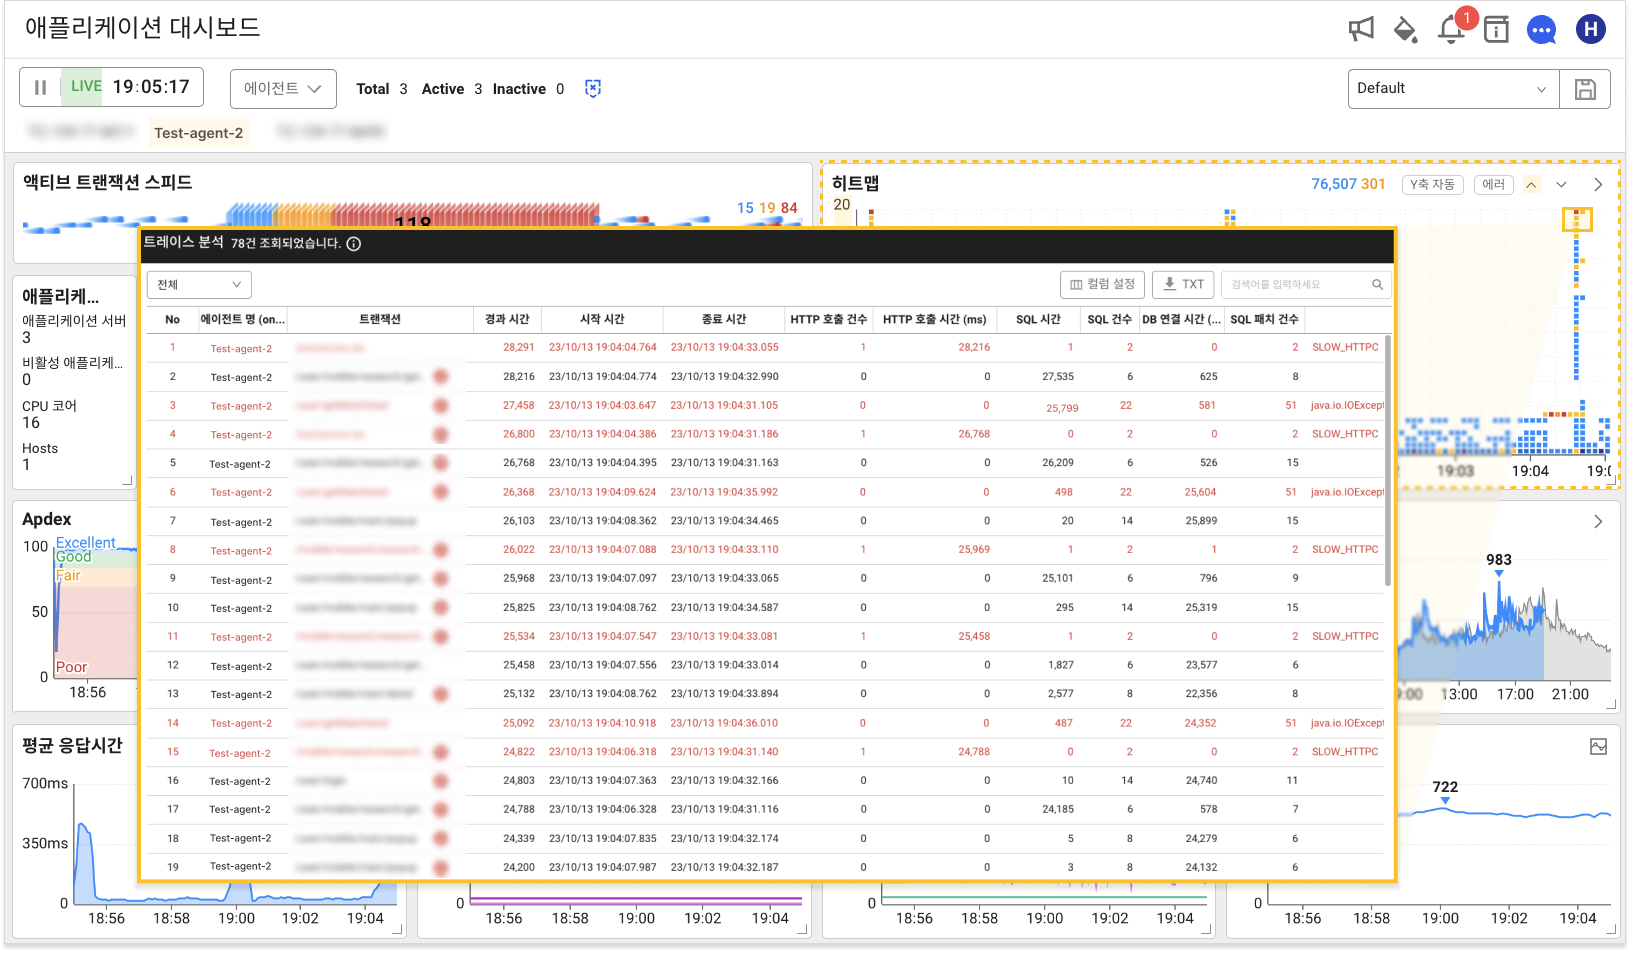 애플리케이션 대시보드
1
H
LIVE 19:05:17
에이전트
Total 3 Active 3 Inactive 0
Default
Test-agent-2
액티브 트랜잭션 스피드
118
15 19 84
히트맵
76,507 301
Y축 자동
에러
20
19:03 19:04
애플리케...
애플리케이션 서버
3
비활성 애플리케...
0
CPU 코어
16
Hosts
1
트레이스 분석 78건 조회되었습니다.
전체
컬럼 설정
TXT
검색어를 입력하세요
No 에이전트 명 (on... 트랜잭션 경과 시간 시작 시간 종료 시간 HTTP 호출 건수 HTTP 호출 시간 (ms) SQL 시간 SQL 건수 DB 연결 시간 (... SQL 패치 건수
1 Test-agent-2 28,291 23/10/13 19:04:04.764 23/10/13 19:04:33.055 1 28,216 1 2 0 2 SLOW_HTTPC
2 Test-agent-2 28,216 23/10/13 19:04:04.774 23/10/13 19:04:32.990 0 0 27,535 6 625 8
3 Test-agent-2 27,458 23/10/13 19:04:03.647 23/10/13 19:04:31.105 0 0 25,799 22 581 51 java.io.IOExcept
4 Test-agent-2 26,800 23/10/13 19:04:04.386 23/10/13 19:04:31.186 1 26,768 0 2 0 2 SLOW_HTTPC
5 Test-agent-2 26,768 23/10/13 19:04:04.395 23/10/13 19:04:31.163 0 0 26,209 6 526 15
6 Test-agent-2 26,368 23/10/13 19:04:09.624 23/10/13 19:04:35.992 0 0 498 22 25,604 51 java.io.IOExcept
7 Test-agent-2 26,103 23/10/13 19:04:08.362 23/10/13 19:04:34.465 0 0 20 14 25,899 15
8 Test-agent-2 26,022 23/10/13 19:04:07.088 23/10/13 19:04:33.110 1 25,969 1 2 1 2 SLOW_HTTPC
9 Test-agent-2 25,968 23/10/13 19:04:07.097 23/10/13 19:04:33.065 0 0 25,101 6 796 9
10 Test-agent-2 25,825 23/10/13 19:04:08.762 23/10/13 19:04:34.587 0 0 295 14 25,319 15
11 Test-agent-2 25,534 23/10/13 19:04:07.547 23/10/13 19:04:33.081 1 25,458 1 2 0 2 SLOW_HTTPC
12 Test-agent-2 25,458 23/10/13 19:04:07.556 23/10/13 19:04:33.014 0 0 1,827 6 23,577 6
13 Test-agent-2 25,132 23/10/13 19:04:08.762 23/10/13 19:04:33.894 0 0 2,577 8 22,356 8
14 Test-agent-2 25,092 23/10/13 19:04:10.918 23/10/13 19:04:36.010 0 0 487 22 24,352 51 java.io.IOExcept
15 Test-agent-2 24,822 23/10/13 19:04:06.318 23/10/13 19:04:31.140 1 24,788 0 2 0 2 SLOW_HTTPC
16 Test-agent-2 24,803 23/10/13 19:04:07.363 23/10/13 19:04:32.166 0 0 10 14 24,740 11
17 Test-agent-2 24,788 23/10/13 19:04:06.328 23/10/13 19:04:31.116 0 0 24,185 6 578 7
18 Test-agent-2 24,339 23/10/13 19:04:07.835 23/10/13 19:04:32.174 0 0 5 8 24,279 6
19 Test-agent-2 24,200 23/10/13 19:04:07.987 23/10/13 19:04:32.187 0 0 3 8 24,132 6
Apdex
100
Excellent
Good
Fair
50
Poor
0
18:56
983
13:00 17:00 21:00
평균 응답시간
700ms
350ms
0
18:56 18:58 19:00 19:02 19:04
0
18:56 18:58 19:00 19:02 19:04
0
18:56 18:58 19:00 19:02 19:04
722
0
18:56 18:58 19:00 19:02 19:04